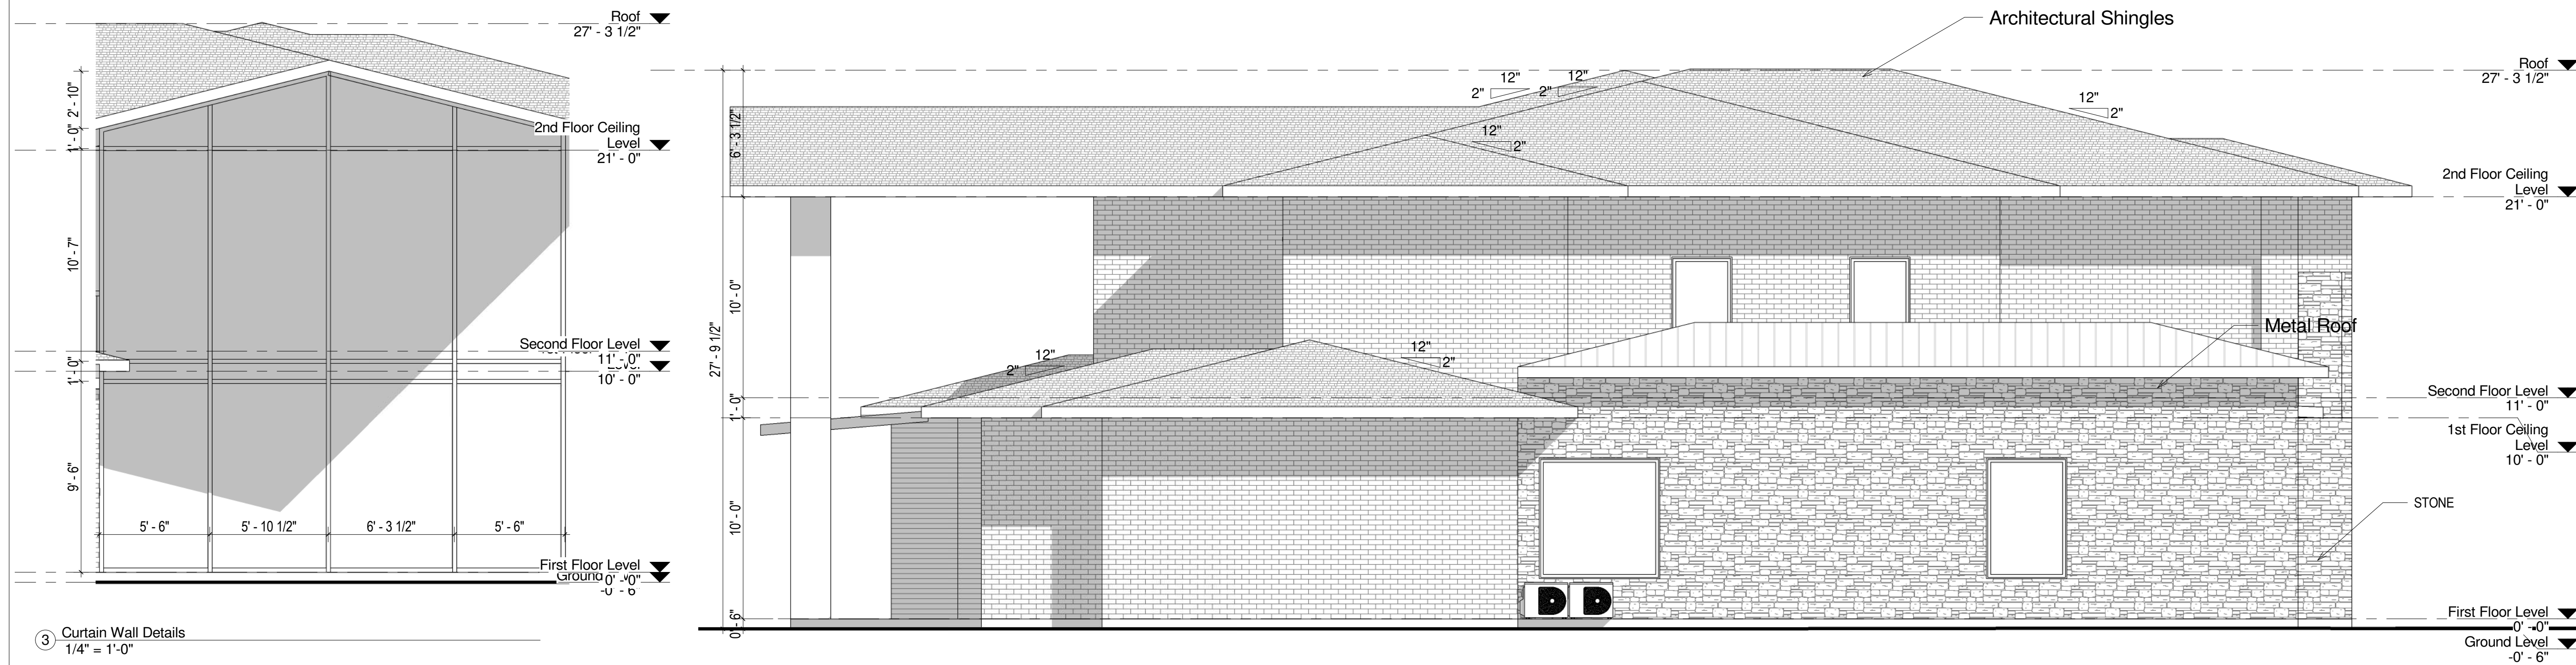 Roof
27' - 3 1/2"
2' - 10"
1' - 0"
2nd Floor Ceiling
Level
21' - 0"
10' - 7"
Second Floor Level
11' - 0"
Level
10' - 0"
1' - 0"
9' - 6"
5' - 6"
5' - 10 1/2"
6' - 3 1/2"
5' - 6"
First Floor Level
0' - 0"
Ground
-0' - 6"
3
Curtain Wall Details
1/4" = 1'-0"
Architectural Shingles
Roof
27' - 3 1/2"
12"
2"
12"
2"
12"
2"
12"
2"
6' - 3 1/2"
2nd Floor Ceiling
Level
21' - 0"
10' - 0"
27' - 9 1/2"
Metal Roof
12"
2"
12"
2"
1' - 0"
Second Floor Level
11' - 0"
1st Floor Ceiling
Level
10' - 0"
10' - 0"
STONE
0' - 6"
First Floor Level
0' - 0"
Ground Level
-0' - 6"